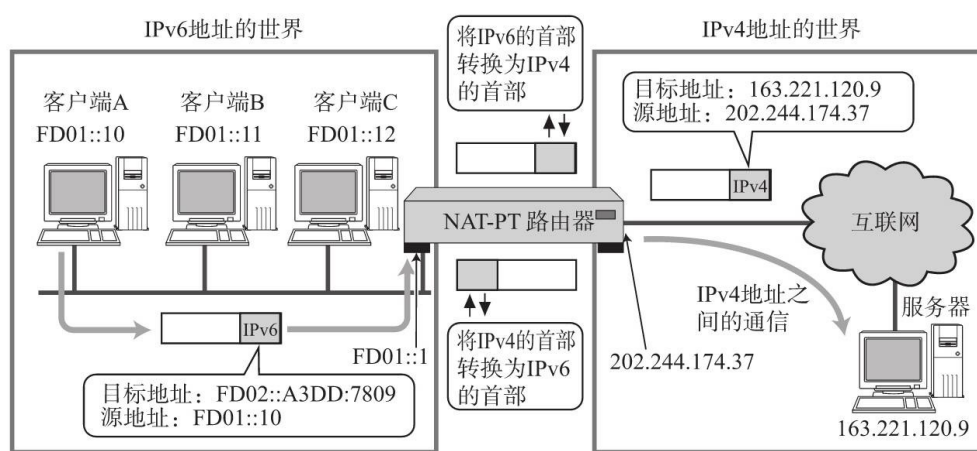 IPv6地址的世界
客户端A
FD01::10
客户端B
FD01::11
客户端C
FD01::12
IPv6
FD01::1
目标地址：FD02::A3DD:7809
源地址：FD01::10
将IPv6的首部
转换为IPv4
的首部
NAT-PT 路由器
将IPv4的首部
转换为IPv6
的首部
IPv4地址的世界
目标地址：163.221.120.9
源地址：202.244.174.37
IPv4
互联网
IPv4地址之
间的通信
202.244.174.37
服务器
163.221.120.9